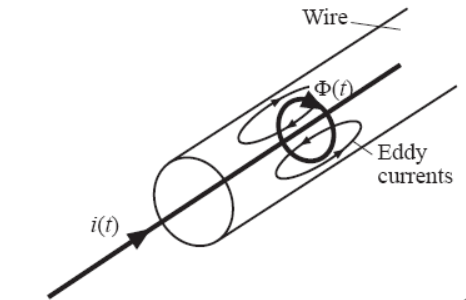 Wire
Φ(t)
Eddy
currents
i(t)